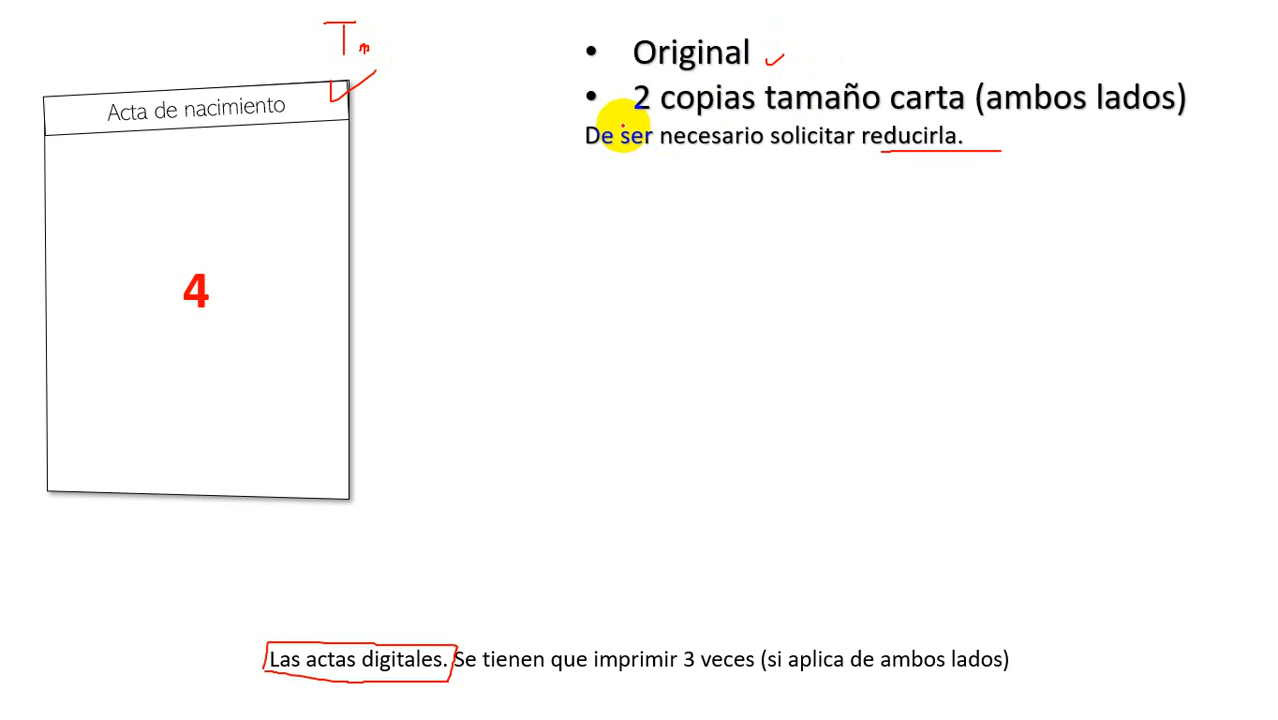 Acta de nacimiento
4
• Original
• 2 copias tamaño carta (ambos lados)
De ser necesario solicitar reducirla.
Las actas digitales. Se tienen que imprimir 3 veces (si aplica de ambos lados)